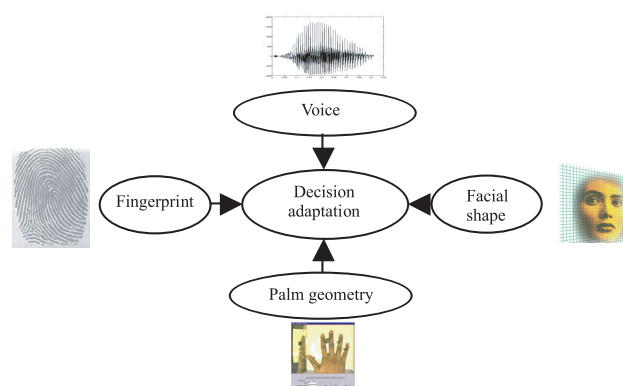 Voice
Fingerprint
Decision
adaptation
Facial
shape
Palm geometry